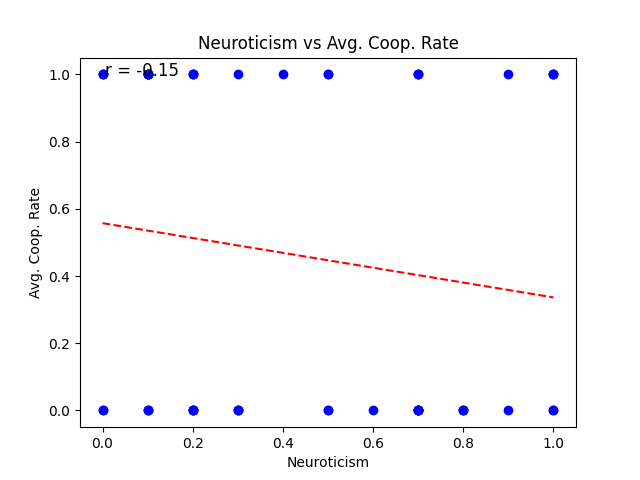 Neuroticism vs Avg. Coop. Rate
r = -0.15
1.0
0.8
0.6
0.4
0.2
0.0
Avg. Coop. Rate
0.0 0.2 0.4 0.6 0.8 1.0
Neuroticism